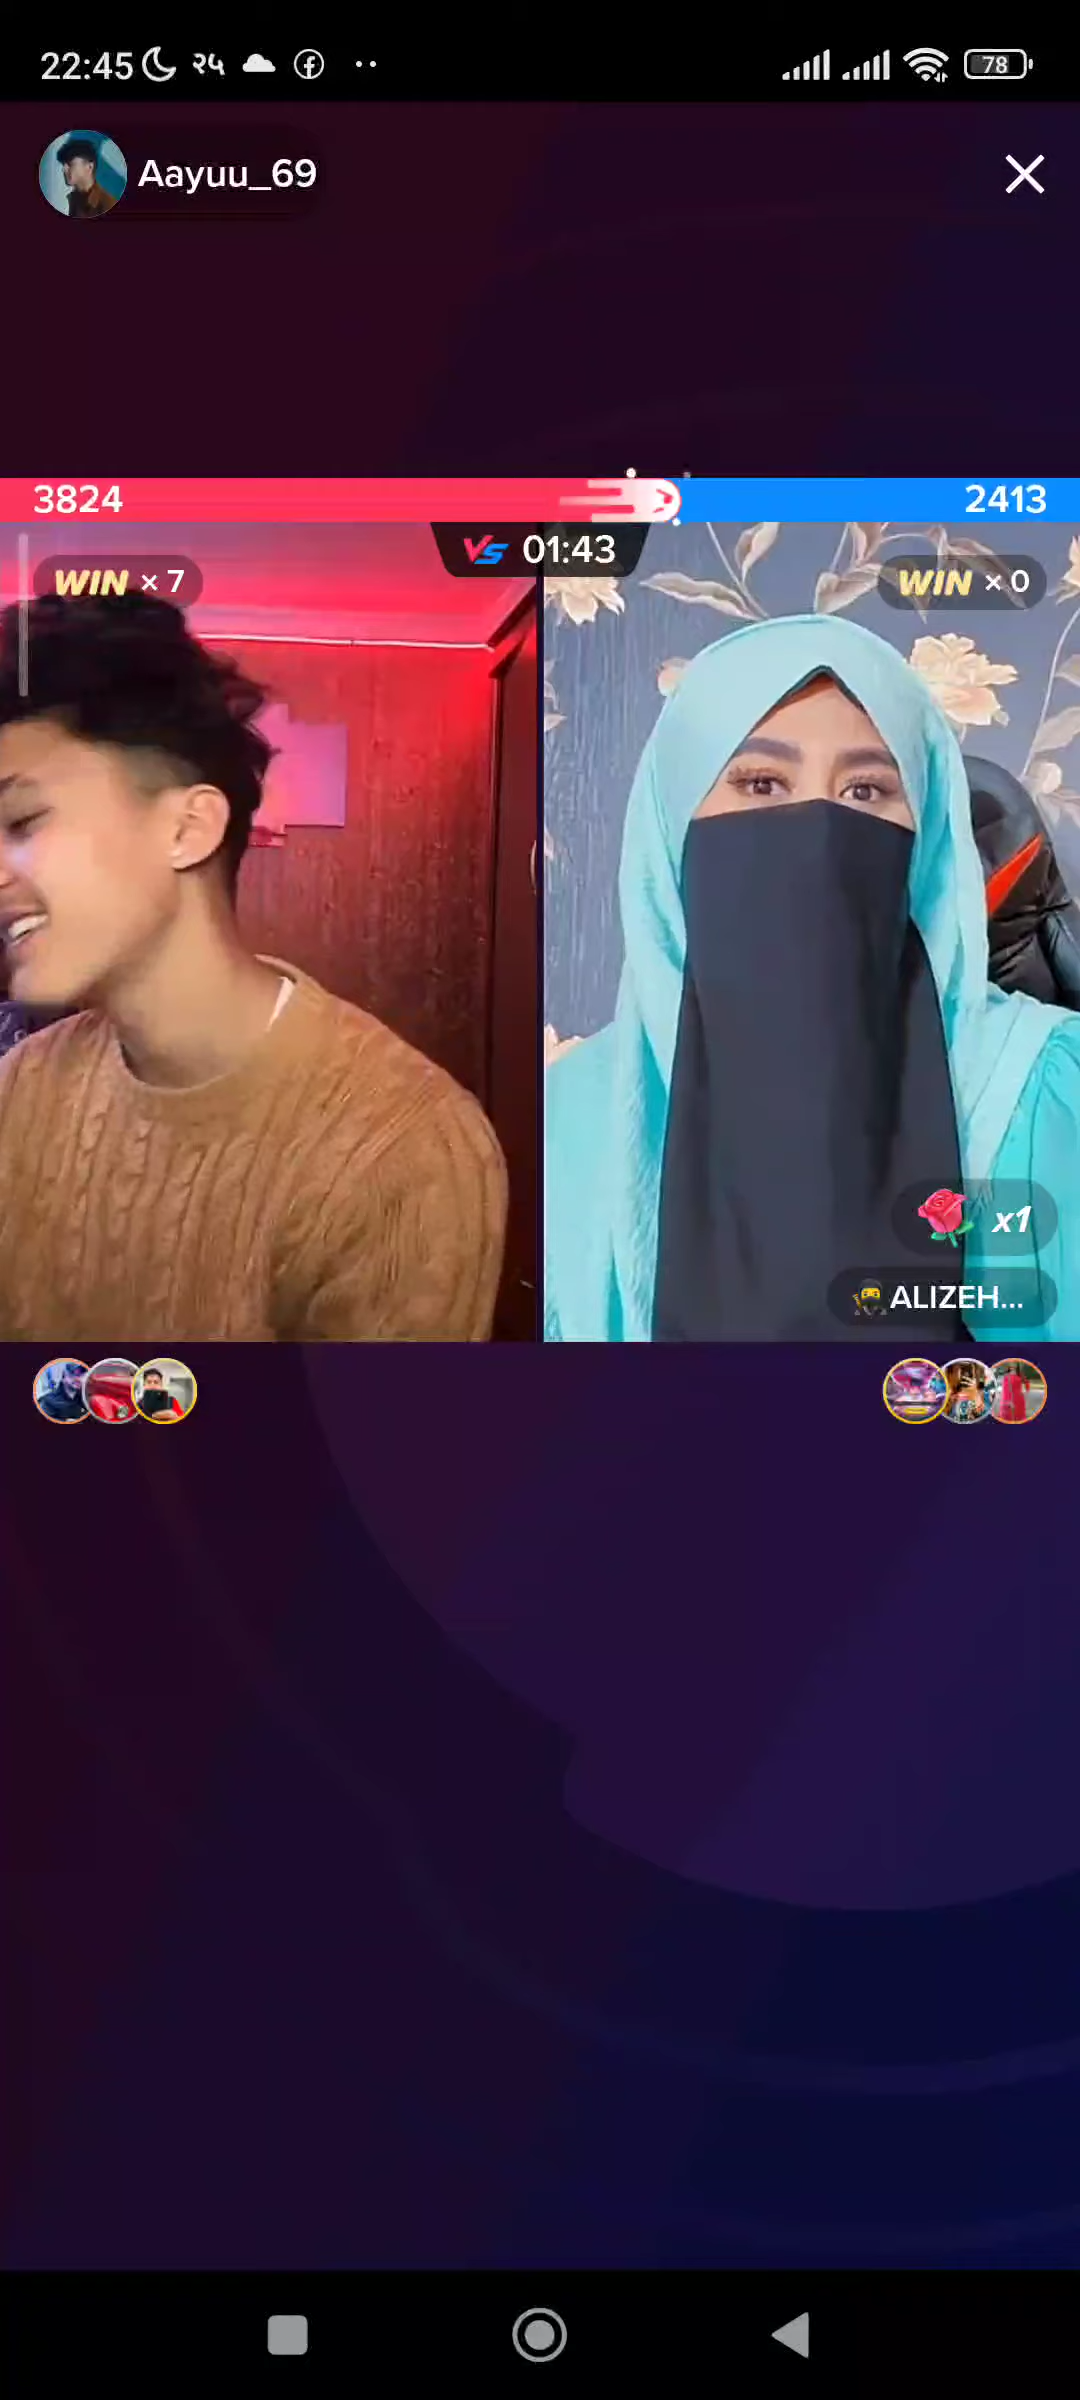 22:45 २५ 78
Aayuu_69
3824 2413
VS 01:43
WIN × 7
WIN × 0
x1
ALIZEH...